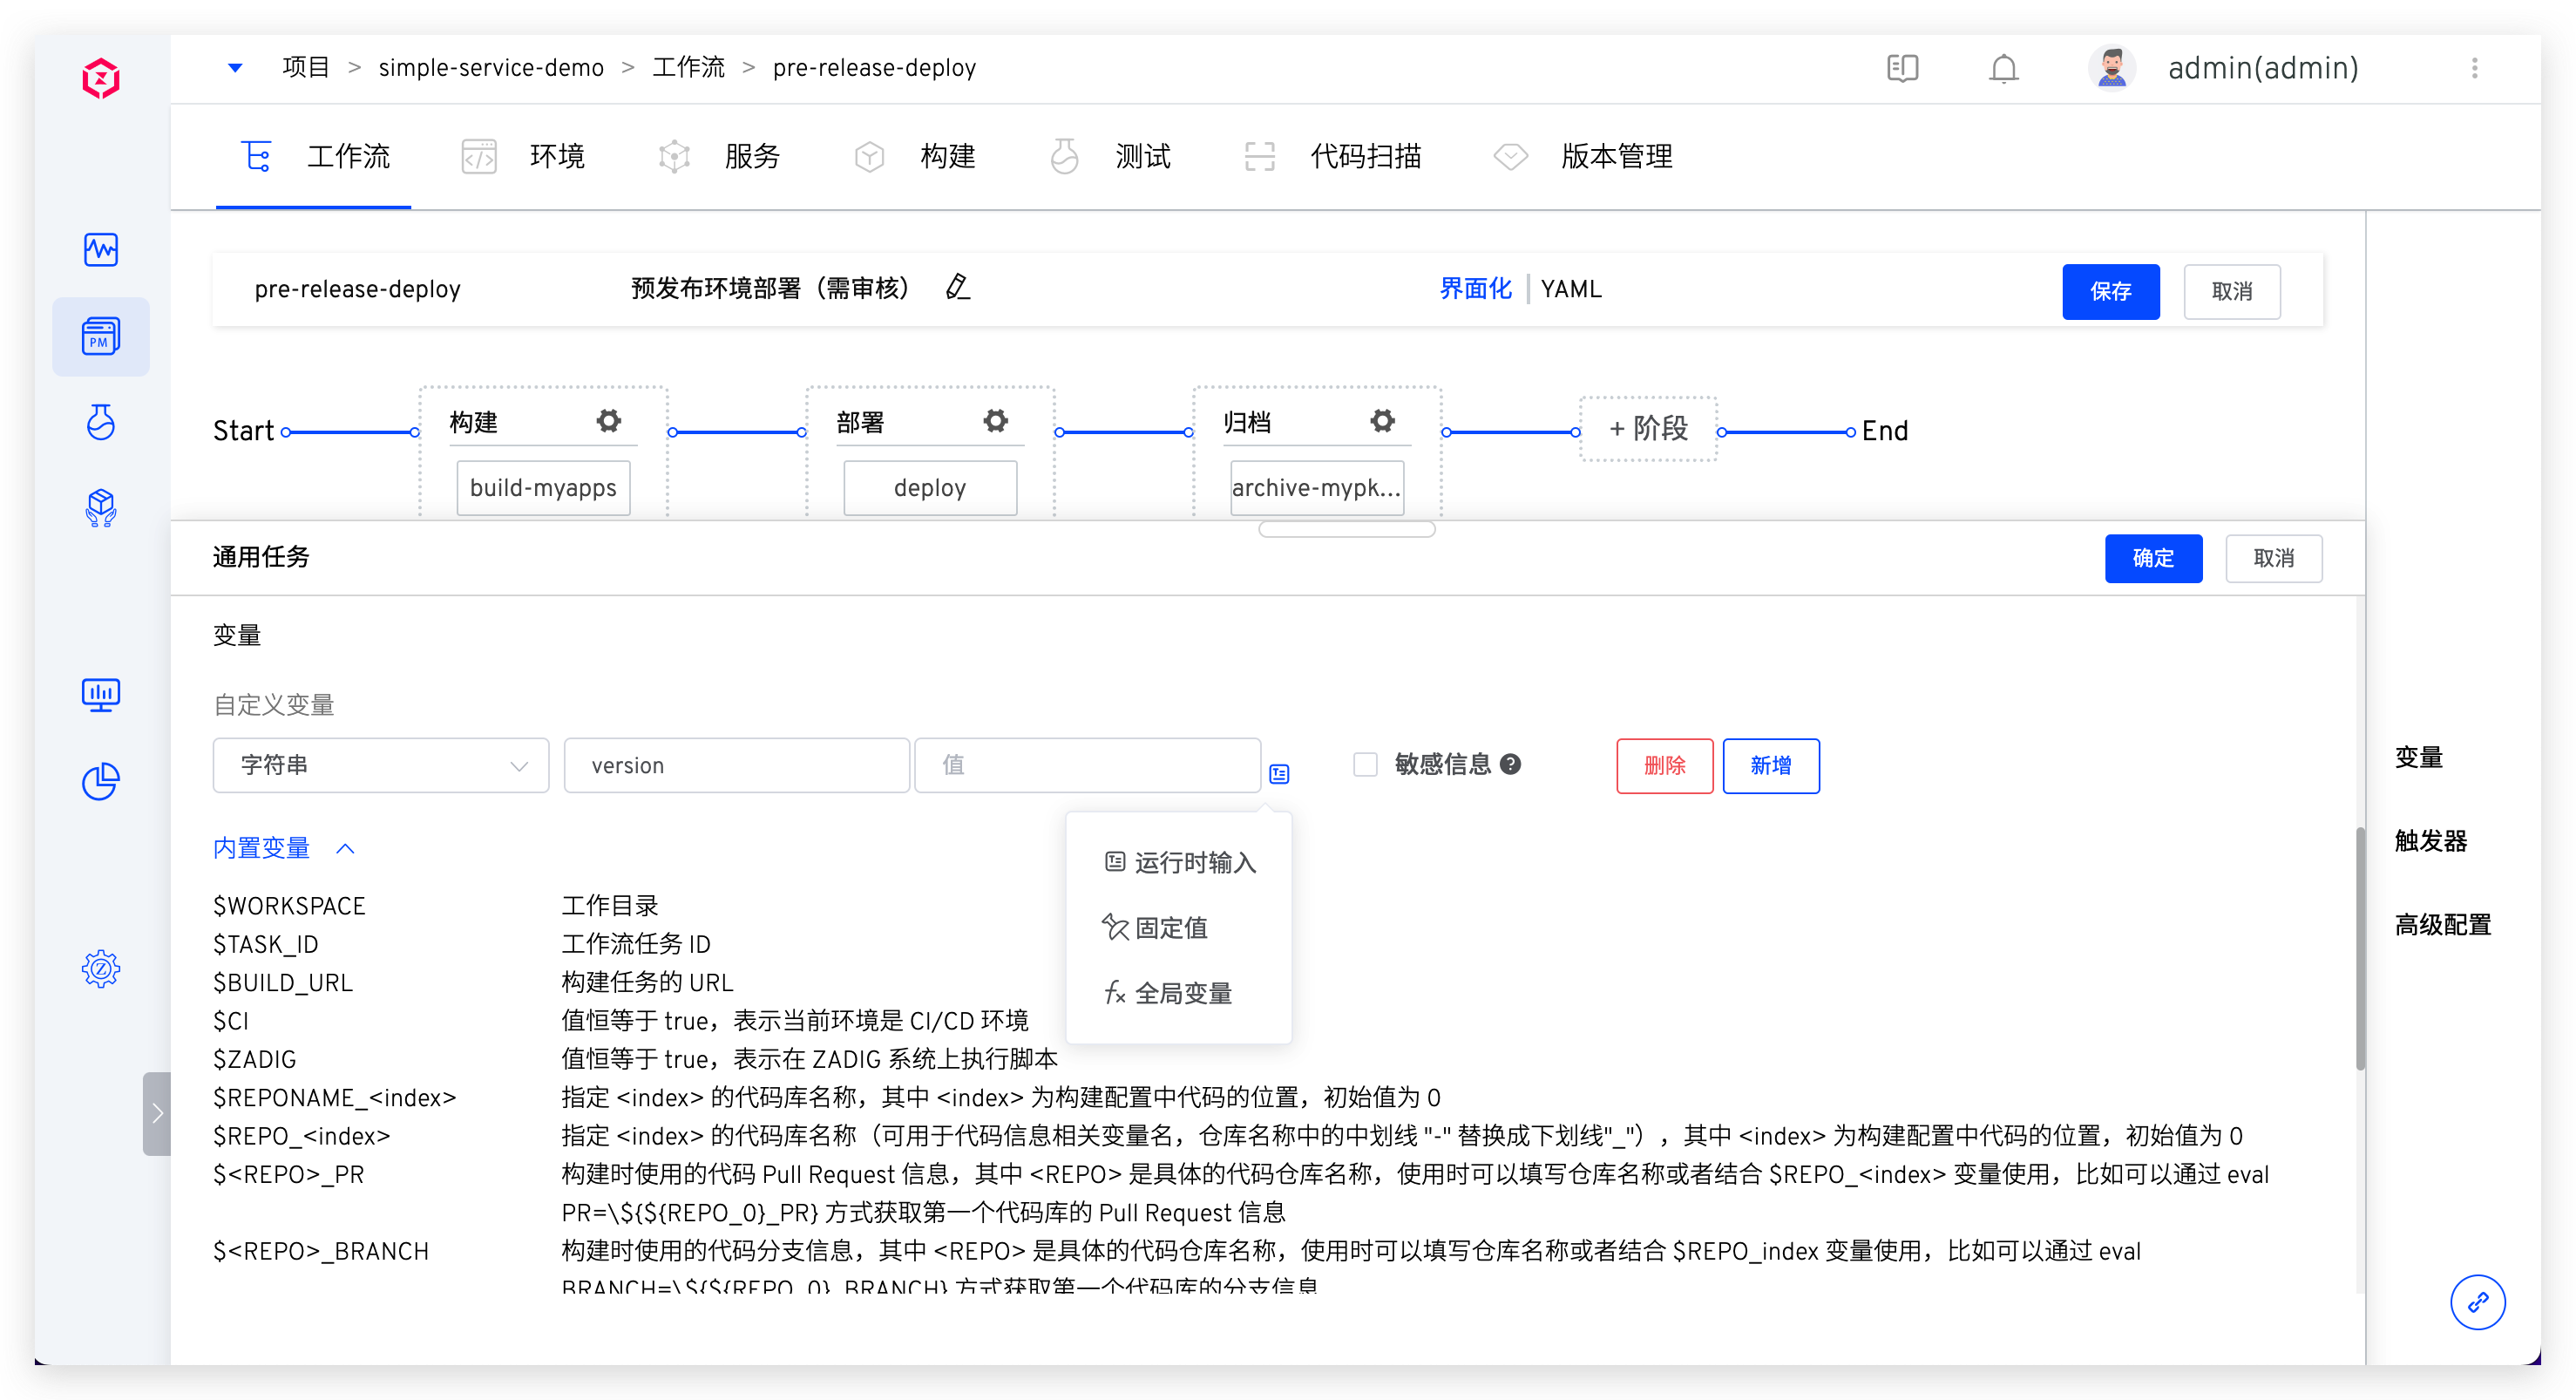 项目 > simple-service-demo > 工作流 > pre-release-deploy
admin(admin)
工作流 环境 服务 构建 测试 代码扫描 版本管理
pre-release-deploy 预发布环境部署（需审核） 界面化 | YAML 保存 取消
Start 构建 部署 归档 + 阶段 End
build-myapps deploy archive-mypk...
PM
通用任务 确定 取消
变量
自定义变量
字符串 version 值 敏感信息 ? 删除 新增
运行时输入
固定值
fx 全局变量
内置变量
$WORKSPACE 工作目录
$TASK_ID 工作流任务 ID
$BUILD_URL 构建任务的 URL
$CI 值恒等于 true，表示当前环境是 CI/CD 环境
$ZADIG 值恒等于 true，表示在 ZADIG 系统上执行脚本
$REPONAME_<index> 指定 <index> 的代码库名称，其中 <index> 为构建配置中代码的位置，初始值为 0
$REPO_<index> 指定 <index> 的代码库名称（可用于代码信息相关变量名，仓库名称中的中划线 "-" 替换成下划线"_"），其中 <index> 为构建配置中代码的位置，初始值为 0
$<REPO>_PR 构建时使用的代码 Pull Request 信息，其中 <REPO> 是具体的代码仓库名称，使用时可以填写仓库名称或者结合 $REPO_<index> 变量使用，比如可以通过 eval
PR=\${${REPO_0}_PR} 方式获取第一个代码库的 Pull Request 信息
$<REPO>_BRANCH 构建时使用的代码分支信息，其中 <REPO> 是具体的代码仓库名称，使用时可以填写仓库名称或者结合 $REPO_index 变量使用，比如可以通过 eval
BRANCH=\${${REPO_0}_BRANCH} 方式获取第一个代码库的分支信息
变量
触发器
高级配置